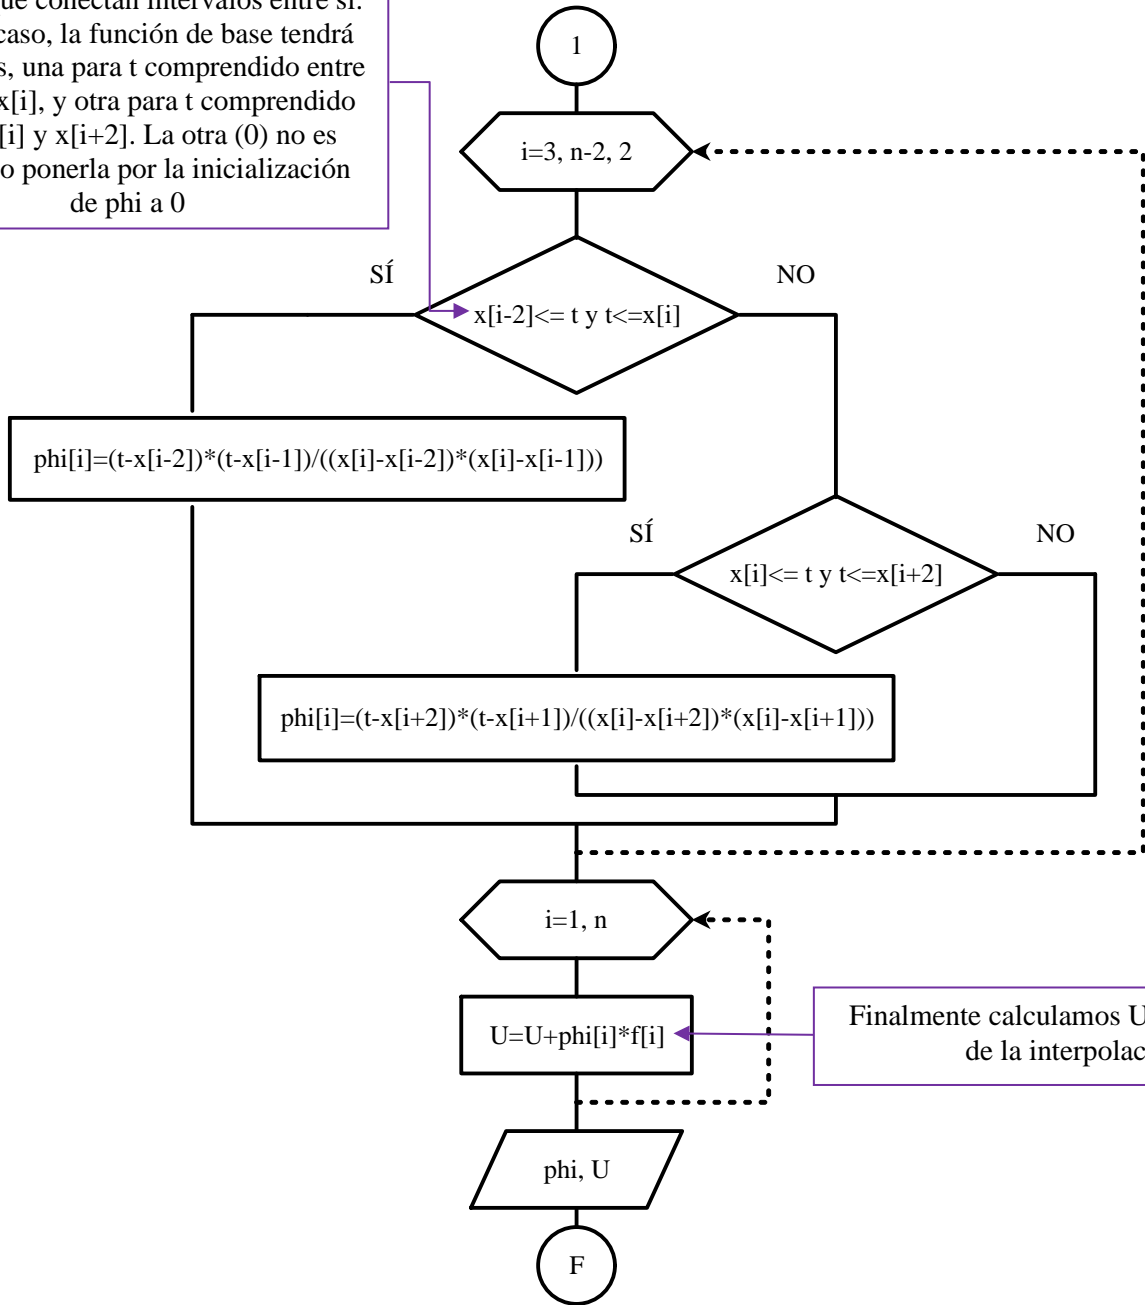 que conectan intervalos entre sí.
caso, la función de base tendrá
s, una para t comprendido entre
x[i], y otra para t comprendido
[i] y x[i+2]. La otra (0) no es
o ponerla por la inicialización
de phi a 0
1
i=3, n-2, 2
SÍ
NO
x[i-2]<= t y t<=x[i]
phi[i]=(t-x[i-2])*(t-x[i-1])/((x[i]-x[i-2])*(x[i]-x[i-1]))
SÍ
NO
x[i]<= t y t<=x[i+2]
phi[i]=(t-x[i+2])*(t-x[i+1])/((x[i]-x[i+2])*(x[i]-x[i+1]))
i=1, n
U=U+phi[i]*f[i]
Finalmente calculamos U
de la interpolac
phi, U
F